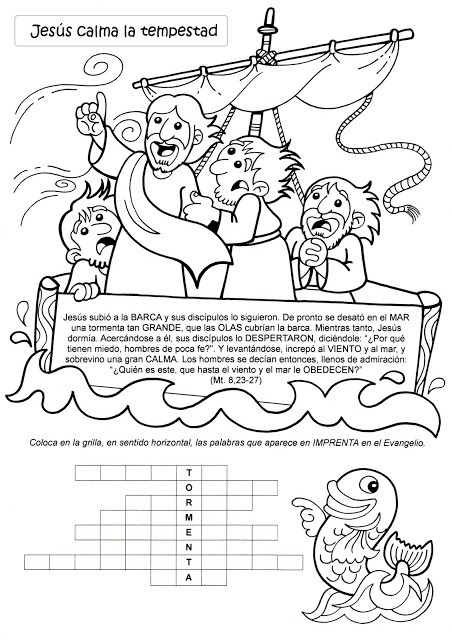 Jesús calma la tempestad
Jesús subió a la BARCA y sus discípulos lo siguieron. De pronto se desató en el MAR
una tormenta tan GRANDE, que las OLAS cubrían la barca. Mientras tanto, Jesús
dormía. Acercándose a él, sus discípulos lo DESPERTARON, diciéndole: “¿Por qué
tienen miedo, hombres de poca fe?”. Y levantándose, increpó al VIENTO y al mar, y
sobrevino una gran CALMA. Los hombres se decían entonces, llenos de admiración:
“¿Quién es este, que hasta el viento y el mar le OBEDECEN?”
(Mt. 8,23-27)
Coloca en la grilla, en sentido horizontal, las palabras que aparece en IMPRENTA en el Evangelio.
T
O
R
M
E
N
T
A